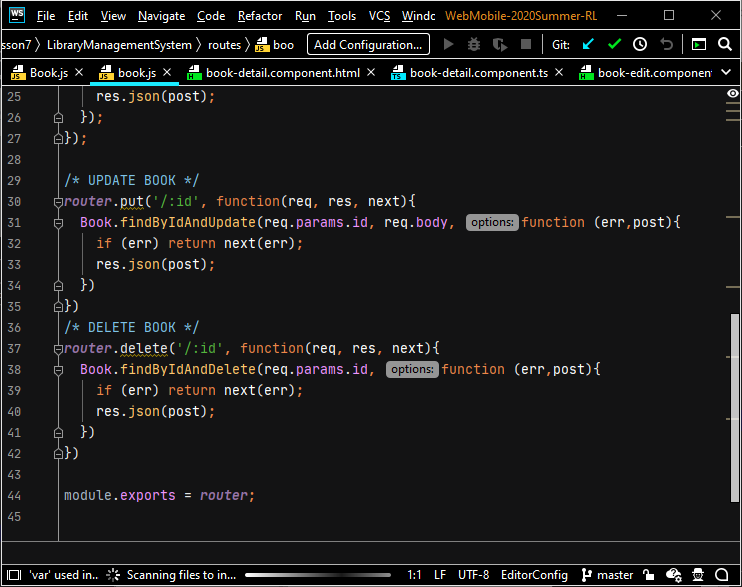 WS File Edit View Navigate Code Refactor Run Tools VCS Windc WebMobile-2020Summer-RL
sson7 LibraryManagementSystem routes JS boo Add Configuration... Git:
JS Book.js JS book.js H book-detail.component.html TS book-detail.component.ts H book-edit.component
25 res.json(post);
26 });
27 });
28
29 /* UPDATE BOOK */
30 router.put('/:id', function(req, res, next){
31 Book.findByIdAndUpdate(req.params.id, req.body, options: function (err,post){
32 if (err) return next(err);
33 res.json(post);
34 })
35 })
36 /* DELETE BOOK */
37 router.delete('/:id', function(req, res, next){
38 Book.findByIdAndDelete(req.params.id, options: function (err,post){
39 if (err) return next(err);
40 res.json(post);
41 })
42 })
43
44 module.exports = router;
45
'var' used in.. Scanning files to in... 1:1 LF UTF-8 EditorConfig master